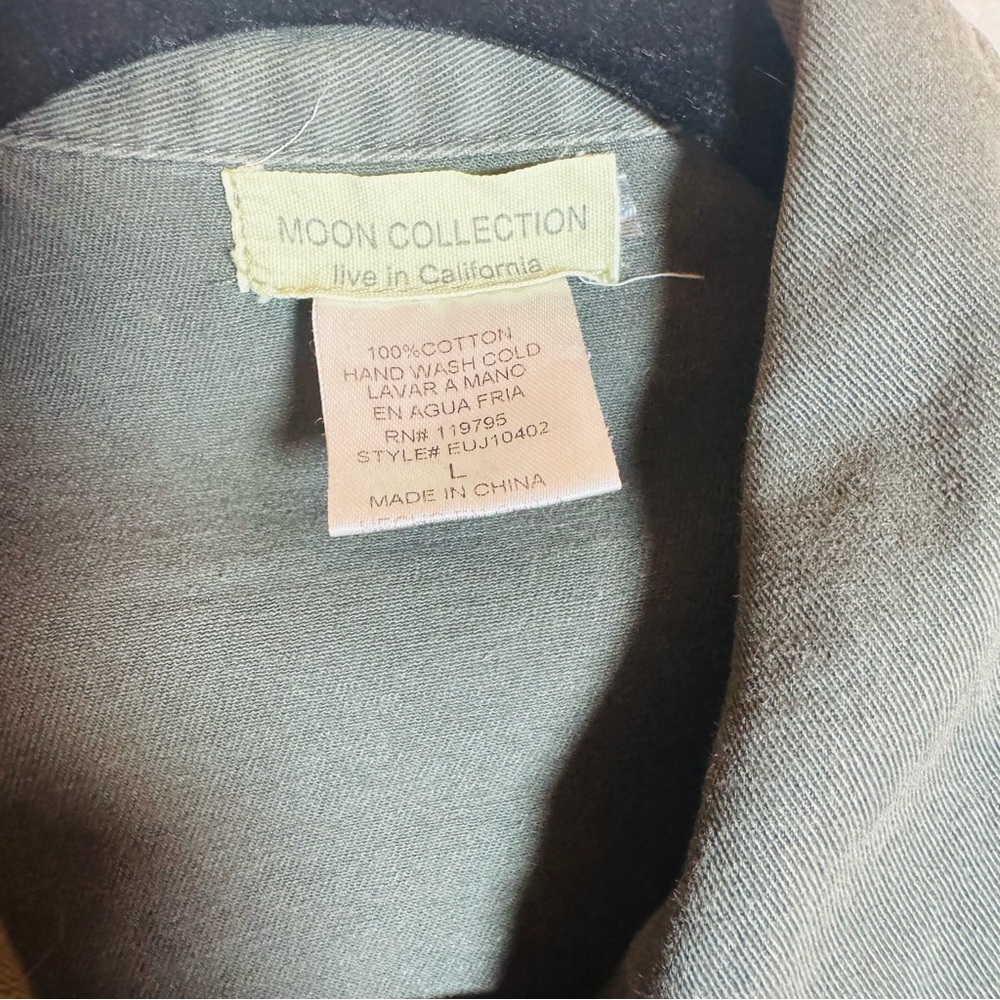 MOON COLLECTION
live in California
100%COTTON
HAND WASH COLD
LAVAR A MANO
EN AGUA FRIA
RN# 119795
STYLE# EUJ10402
L
MADE IN CHINA